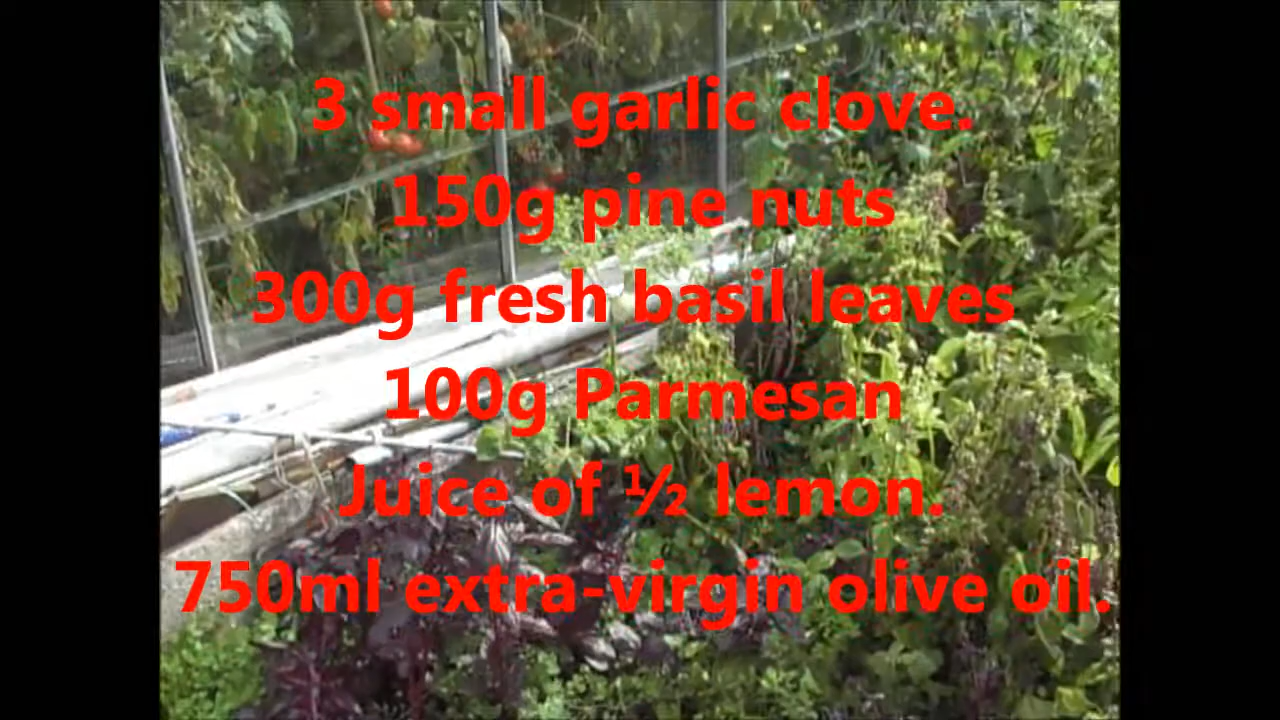 3 small garlic clove.
150g pine nuts
300g fresh basil leaves
100g Parmesan
Juice of ½ lemon.
750ml extra-virgin olive oil.